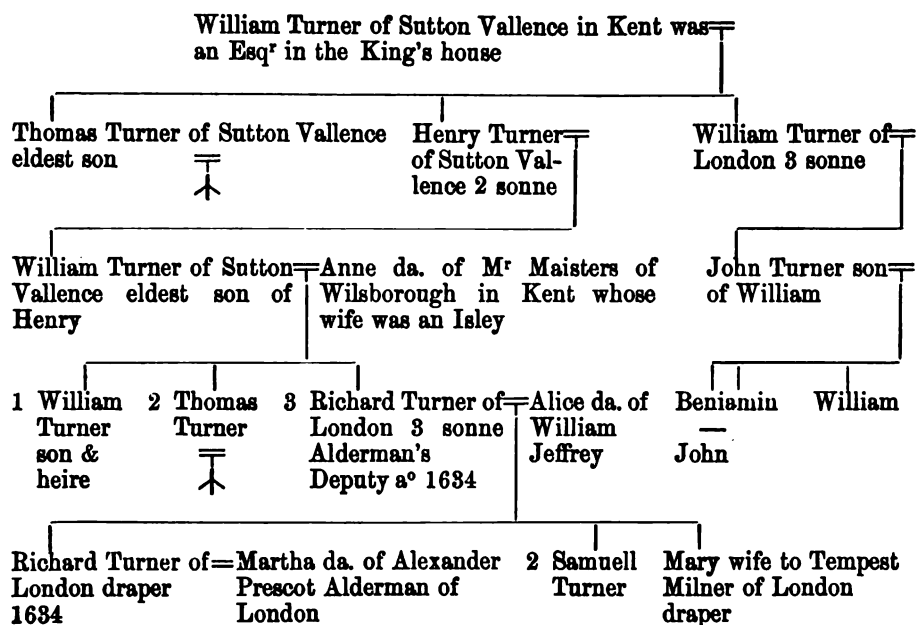 William Turner of Sutton Vallence in Kent was
an Esqʳ in the King's house
Thomas Turner of Sutton Vallence
eldest son
Henry Turner
of Sutton Val-
lence 2 sonne
William Turner of
London 3 sonne
William Turner of Sutton
Vallence eldest son of
Henry
Anne da. of Mʳ Maisters of
Wilsborough in Kent whose
wife was an Isley
John Turner son
of William
1 William
Turner
son &
heire
2 Thomas
Turner
3 Richard Turner of
London 3 sonne
Alderman's
Deputy aº 1634
Alice da. of
William
Jeffrey
Beniamin
—
John
William
Richard Turner of
London draper
1634
Martha da. of Alexander
Prescot Alderman of
London
2 Samuell
Turner
Mary wife to Tempest
Milner of London
draper